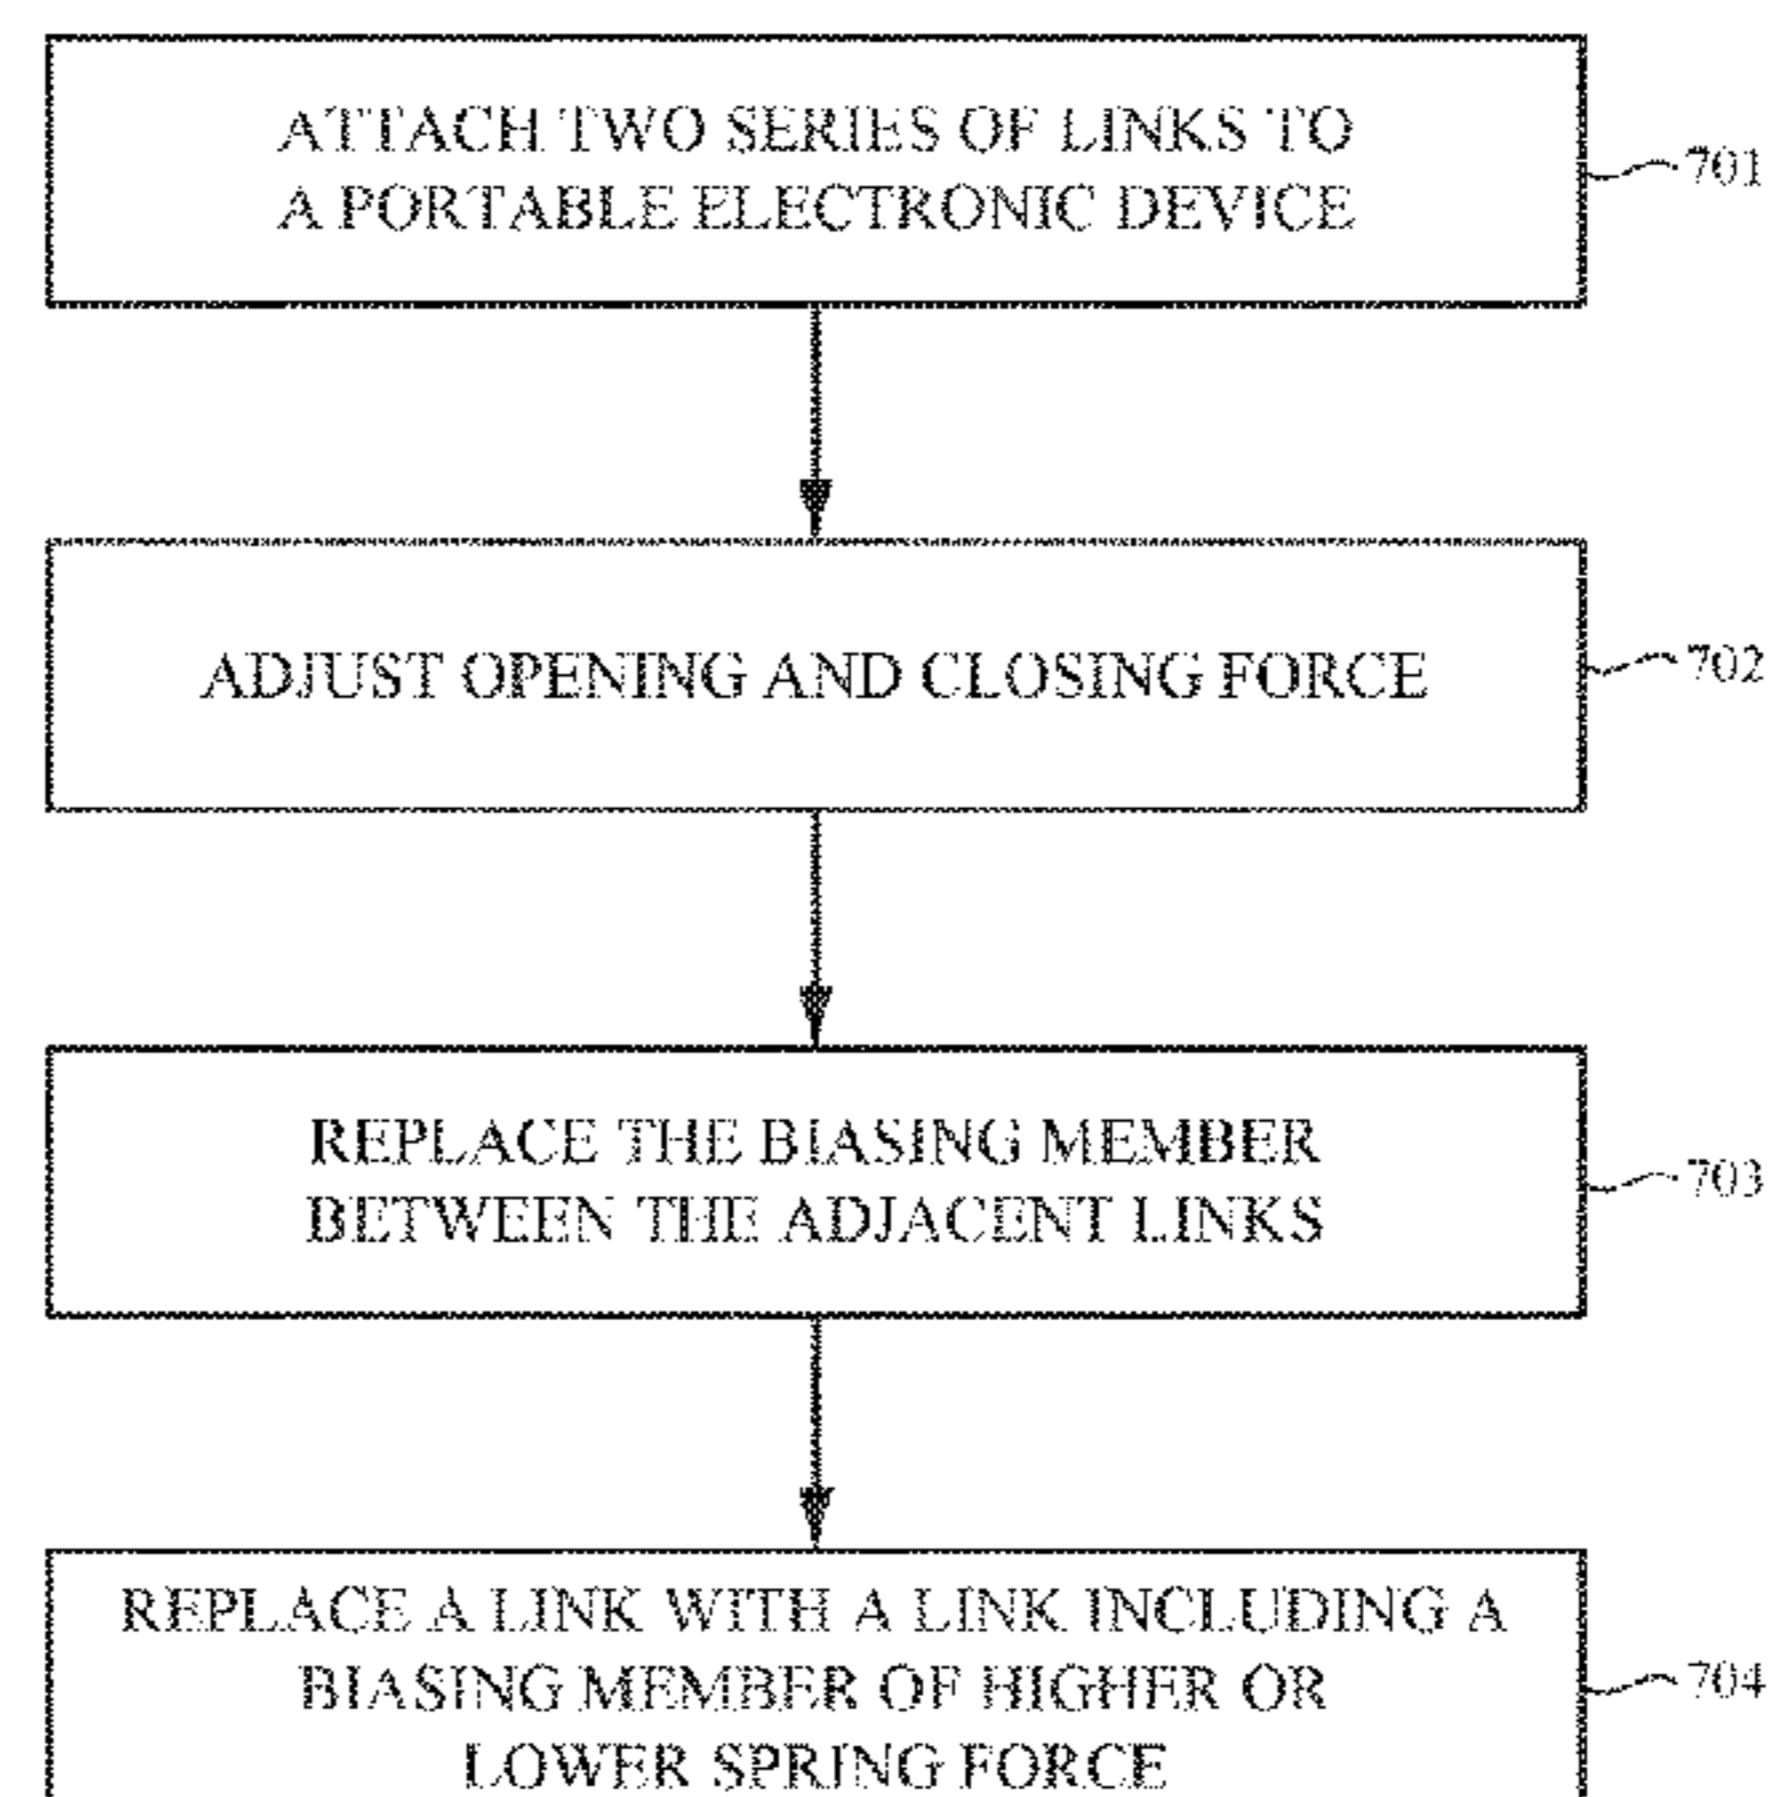 ATTACH TWO SERIES OF LINKS TO
A PORTABLE ELECTRONIC DEVICE
701
ADJUST OPENING AND CLOSING FORCE
702
REPLACE THE BIASING MEMBER
BETWEEN THE ADJACENT LINKS
703
REPLACE A LINK WITH A LINK INCLUDING A
BIASING MEMBER OF HIGHER OR
LOWER SPRING FORCE
704